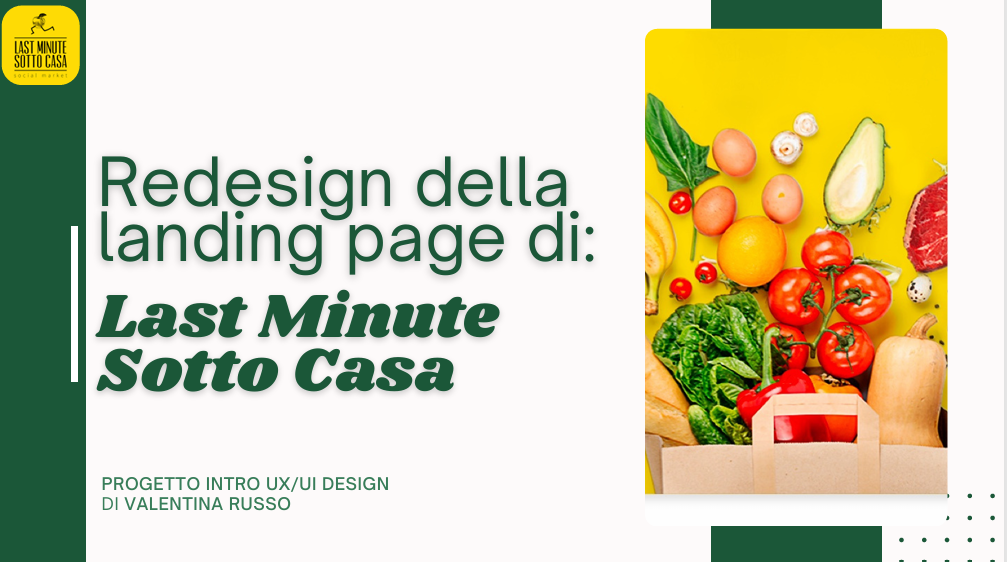 LAST MINUTE
SOTTO CASA
social market
Redesign della
landing page di:
Last Minute
Sotto Casa
PROGETTO INTRO UX/UI DESIGN
DI VALENTINA RUSSO